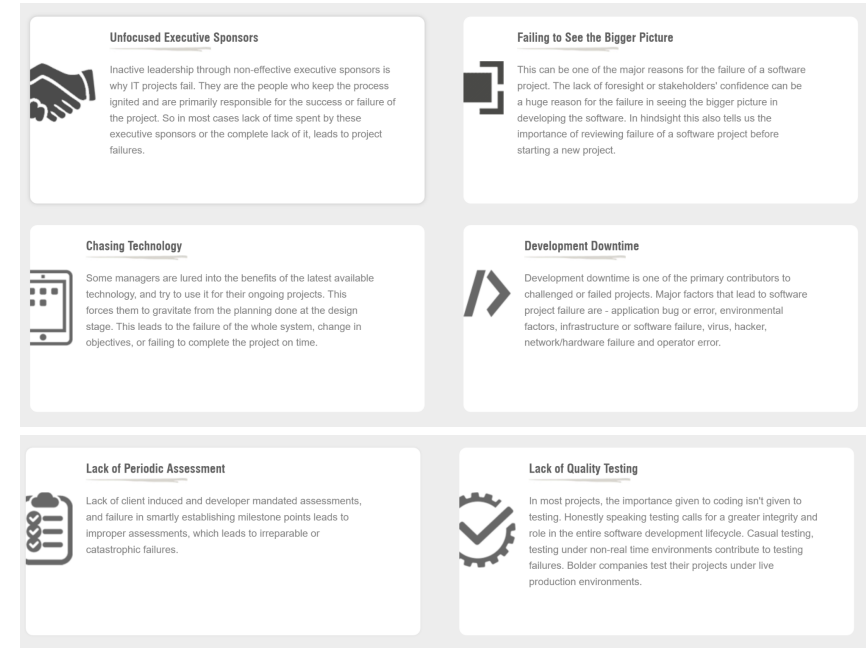 Unfocused Executive Sponsors
Inactive leadership through non-effective executive sponsors is
why IT projects fail. They are the people who keep the process
ignited and are primarily responsible for the success or failure of
the project. So in most cases lack of time spent by these
executive sponsors or the complete lack of it, leads to project
failures.
Failing to See the Bigger Picture
This can be one of the major reasons for the failure of a software
project. The lack of foresight or stakeholders' confidence can be
a huge reason for the failure in seeing the bigger picture in
developing the software. In hindsight this also tells us the
importance of reviewing failure of a software project before
starting a new project.
Chasing Technology
Some managers are lured into the benefits of the latest available
technology, and try to use it for their ongoing projects. This
forces them to gravitate from the planning done at the design
stage. This leads to the failure of the whole system, change in
objectives, or failing to complete the project on time.
Development Downtime
Development downtime is one of the primary contributors to
challenged or failed projects. Major factors that lead to software
project failure are - application bug or error, environmental
factors, infrastructure or software failure, virus, hacker,
network/hardware failure and operator error.
Lack of Periodic Assessment
Lack of client induced and developer mandated assessments,
and failure in smartly establishing milestone points leads to
improper assessments, which leads to irreparable or
catastrophic failures.
Lack of Quality Testing
In most projects, the importance given to coding isn't given to
testing. Honestly speaking testing calls for a greater integrity and
role in the entire software development lifecycle. Casual testing,
testing under non-real time environments contribute to testing
failures. Bolder companies test their projects under live
production environments.